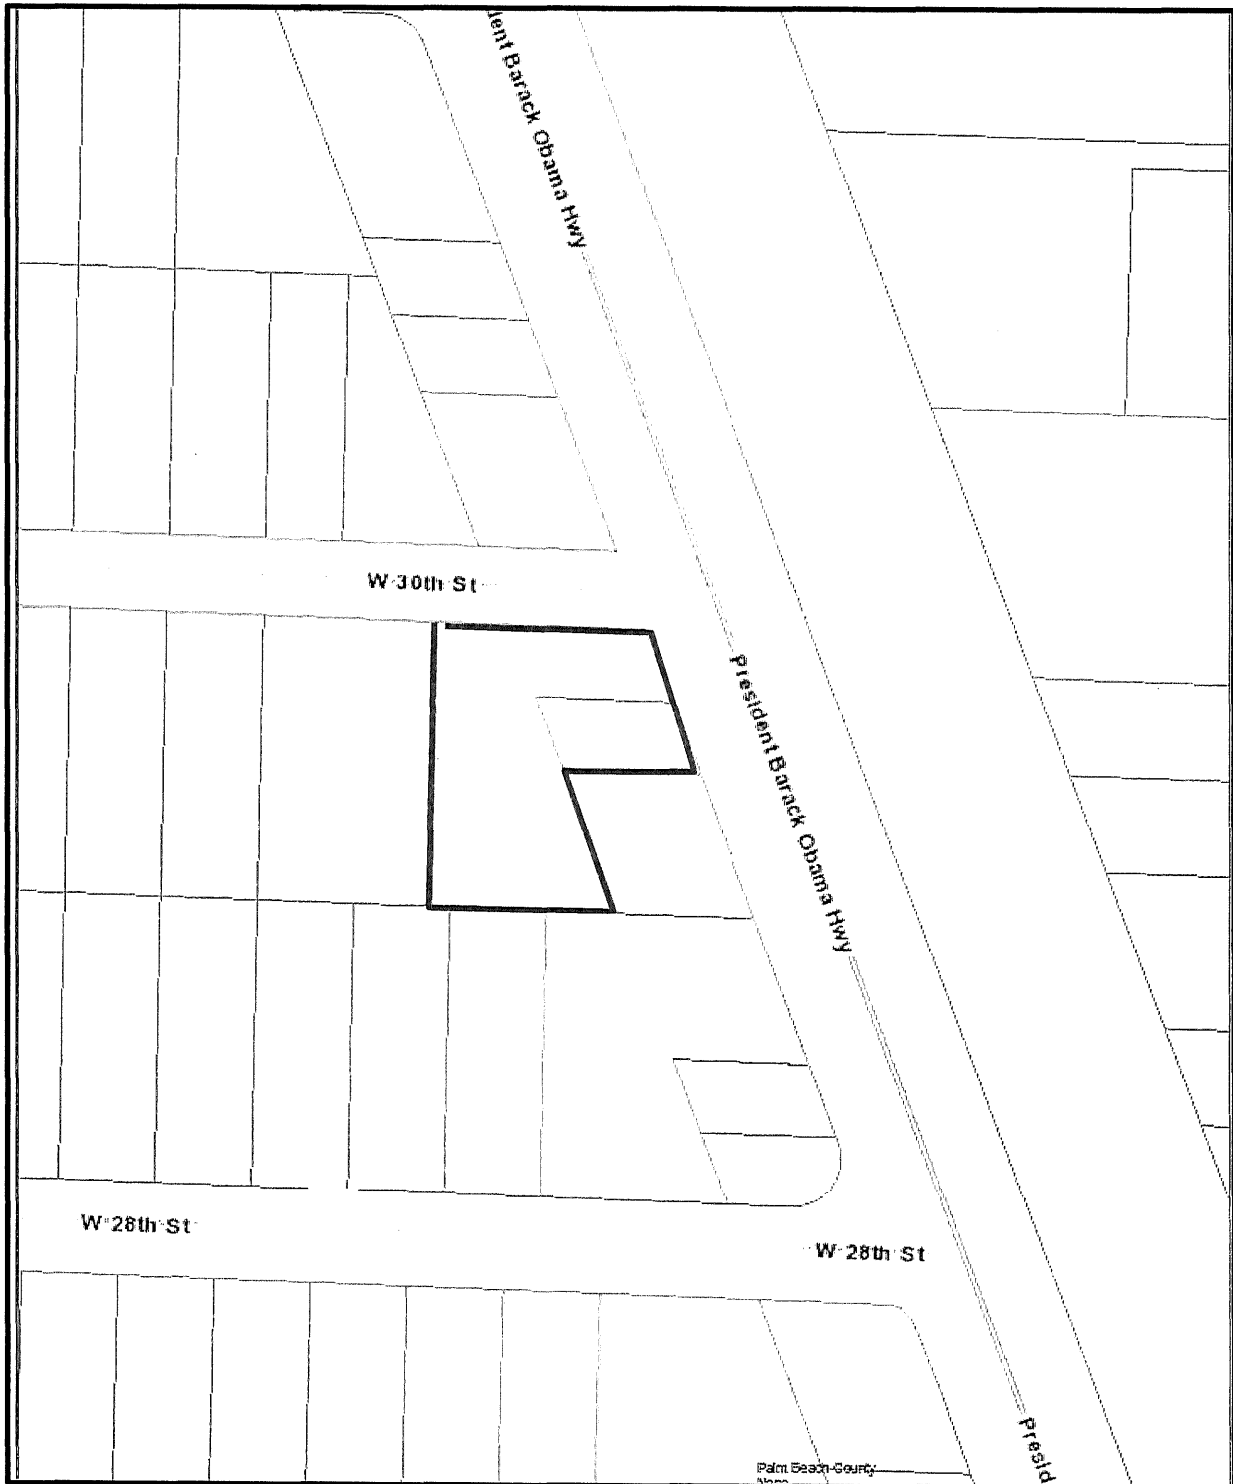 dent Barack Obama Hwy
W 30th St
President Barack Obama Hwy
W 28th St
W 28th St
Presid
Palm Beach County